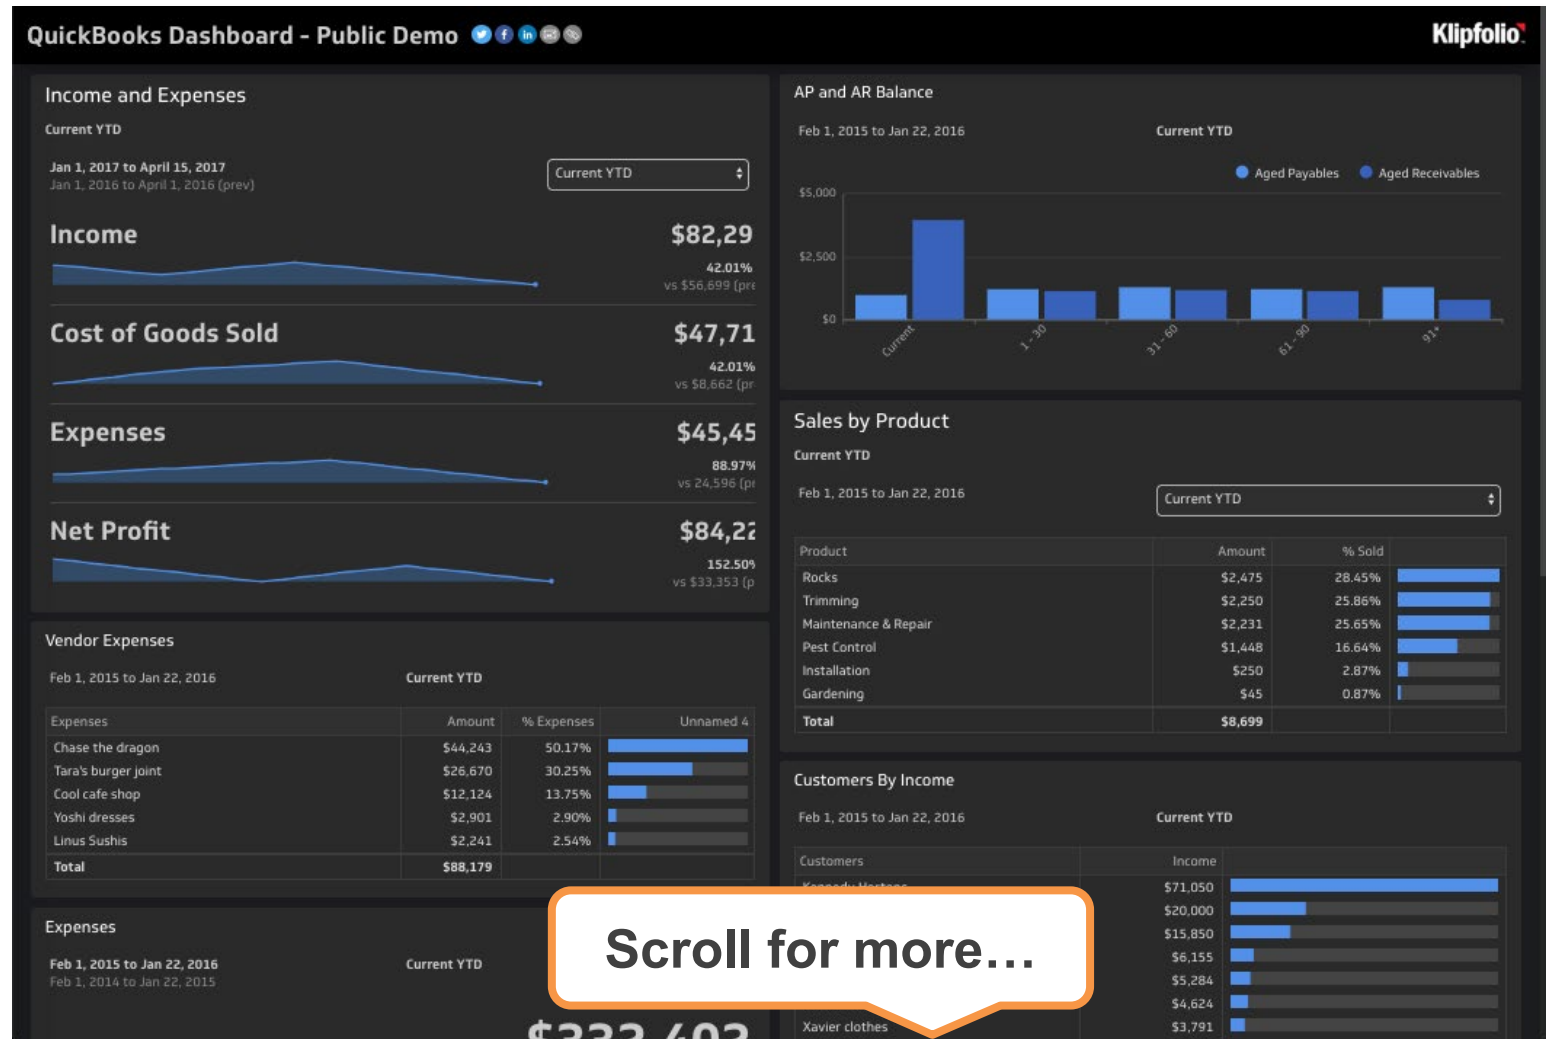 QuickBooks Dashboard - Public Demo
Klipfolio
Income and Expenses
Current YTD
Jan 1, 2017 to April 15, 2017
Jan 1, 2016 to April 1, 2016 (prev)
Current YTD
Income
$82,29
42.01%
vs $56,699 (pre
Cost of Goods Sold
$47,71
42.01%
vs $8,662 (pr
Expenses
$45,45
88.97%
vs 24,596 (pr
Net Profit
$84,22
152.50%
vs $33,353 (p
Vendor Expenses
Feb 1, 2015 to Jan 22, 2016 Current YTD
Expenses Amount % Expenses Unnamed 4
Chase the dragon $44,243 50.17%
Tara's burger joint $26,670 30.25%
Cool cafe shop $12,124 13.75%
Yoshi dresses $2,901 2.90%
Linus Sushis $2,241 2.54%
Total $88,179
Expenses
Feb 1, 2015 to Jan 22, 2016 Current YTD
Feb 1, 2014 to Jan 22, 2015
$332,402
AP and AR Balance
Feb 1, 2015 to Jan 22, 2016 Current YTD
Aged Payables Aged Receivables
$5,000
$2,500
$0
Current 1 - 30 31 - 60 61 - 90 91+
Sales by Product
Current YTD
Feb 1, 2015 to Jan 22, 2016 Current YTD
Product Amount % Sold
Rocks $2,475 28.45%
Trimming $2,250 25.86%
Maintenance & Repair $2,231 25.65%
Pest Control $1,448 16.64%
Installation $250 2.87%
Gardening $45 0.87%
Total $8,699
Customers By Income
Feb 1, 2015 to Jan 22, 2016 Current YTD
Customers Income
$71,050
$20,000
$15,850
$6,155
$5,284
$4,624
Xavier clothes $3,791
Scroll for more…